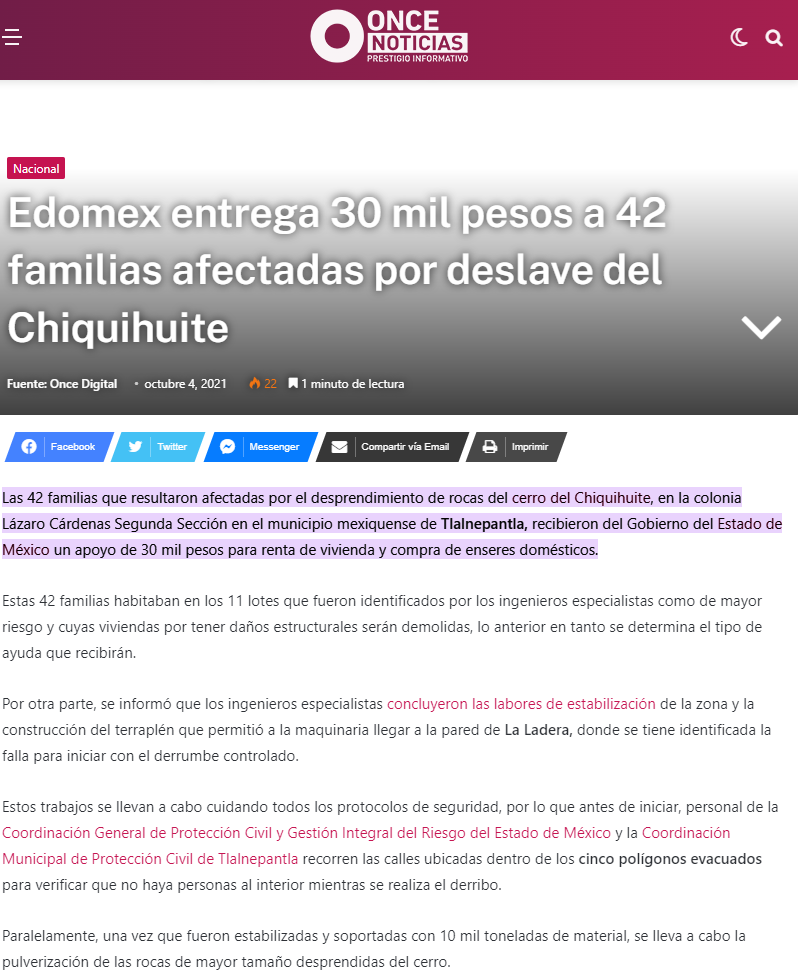 ONCE
NOTICIAS
PRESTIGIO INFORMATIVO
Nacional
Edomex entrega 30 mil pesos a 42
familias afectadas por deslave del
Chiquihuite
Fuente: Once Digital • octubre 4, 2021 22 1 minuto de lectura
Facebook Twitter Messenger Compartir vía Email Imprimir
Las 42 familias que resultaron afectadas por el desprendimiento de rocas del cerro del Chiquihuite, en la colonia
Lázaro Cárdenas Segunda Sección en el municipio mexiquense de Tlalnepantla, recibieron del Gobierno del Estado de
México un apoyo de 30 mil pesos para renta de vivienda y compra de enseres domésticos.
Estas 42 familias habitaban en los 11 lotes que fueron identificados por los ingenieros especialistas como de mayor
riesgo y cuyas viviendas por tener daños estructurales serán demolidas, lo anterior en tanto se determina el tipo de
ayuda que recibirán.
Por otra parte, se informó que los ingenieros especialistas concluyeron las labores de estabilización de la zona y la
construcción del terraplén que permitió a la maquinaria llegar a la pared de La Ladera, donde se tiene identificada la
falla para iniciar con el derrumbe controlado.
Estos trabajos se llevan a cabo cuidando todos los protocolos de seguridad, por lo que antes de iniciar, personal de la
Coordinación General de Protección Civil y Gestión Integral del Riesgo del Estado de México y la Coordinación
Municipal de Protección Civil de Tlalnepantla recorren las calles ubicadas dentro de los cinco polígonos evacuados
para verificar que no haya personas al interior mientras se realiza el derribo.
Paralelamente, una vez que fueron estabilizadas y soportadas con 10 mil toneladas de material, se lleva a cabo la
pulverización de las rocas de mayor tamaño desprendidas del cerro.